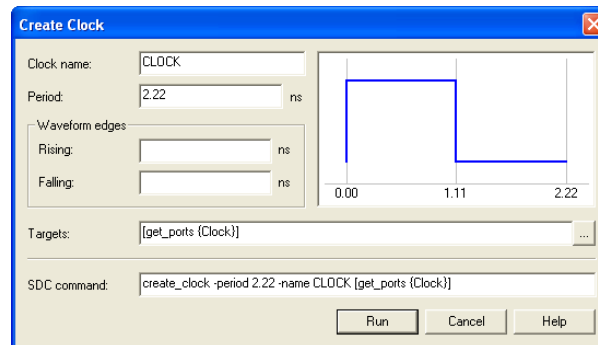 Create Clock
Clock name: CLOCK
Period: 2.22 ns
Waveform edges
Rising: ns
Falling: ns
0.00 1.11 2.22
Targets: [get_ports {Clock}] ...
SDC command: create_clock -period 2.22 -name CLOCK [get_ports {Clock}]
Run Cancel Help